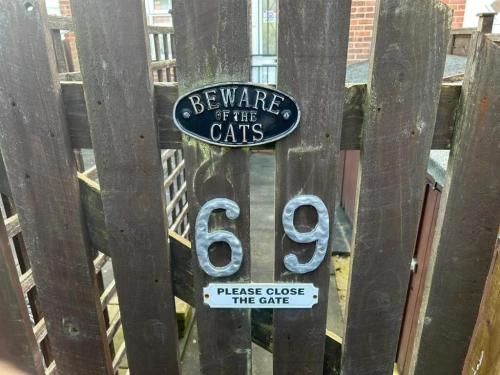 BEWARE
OF THE
CATS
69
PLEASE CLOSE
THE GATE